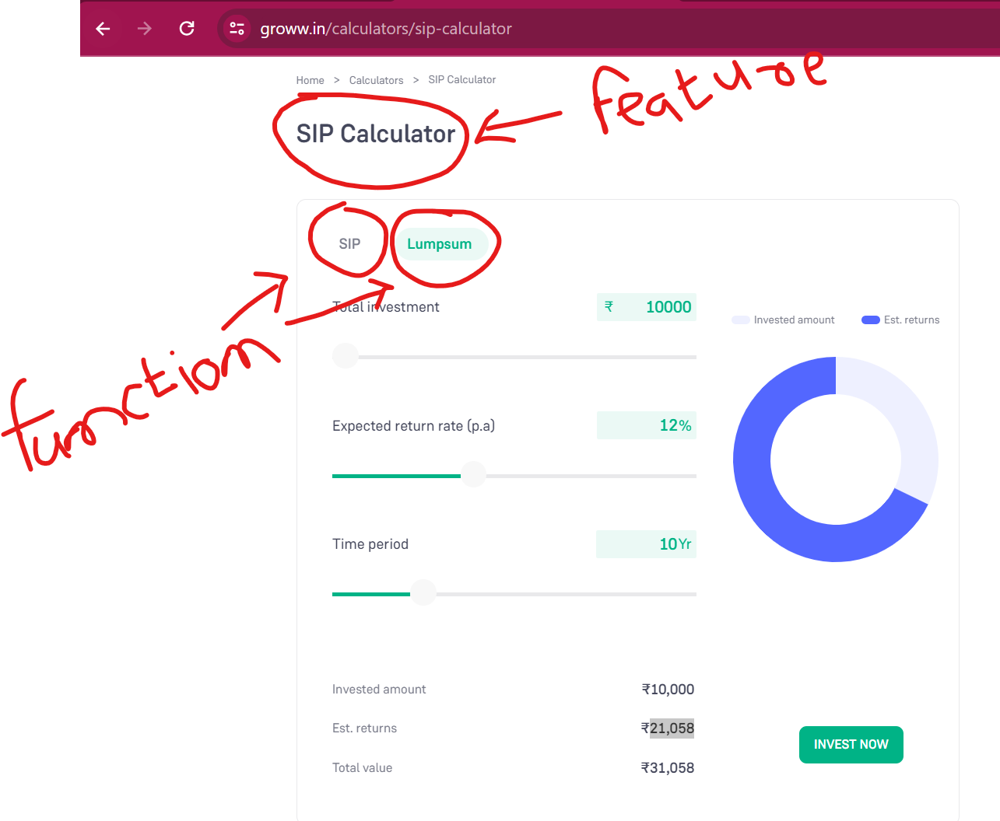 groww.in/calculators/sip-calculator
Home > Calculators > SIP Calculator
feature
SIP Calculator
SIP Lumpsum
function
Total investment ₹ 10000
Invested amount Est. returns
Expected return rate (p.a) 12%
Time period 10Yr
Invested amount ₹10,000
Est. returns ₹21,058
INVEST NOW
Total value ₹31,058